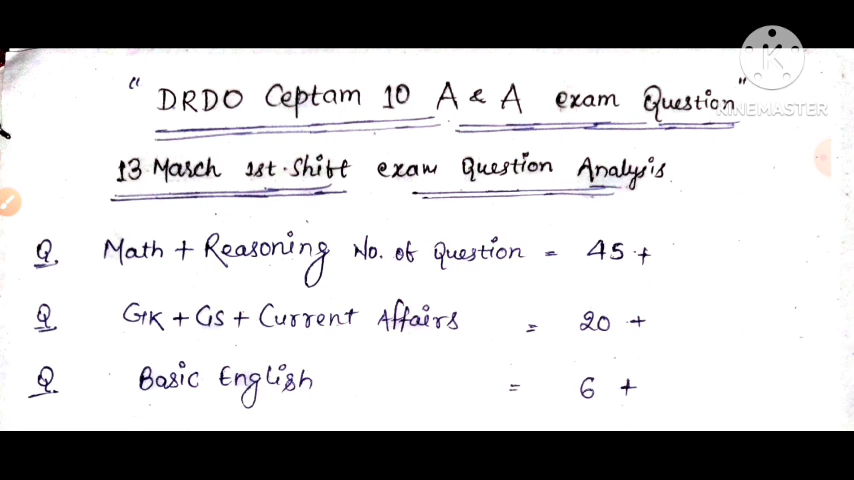 K
KINEMASTER
" DRDO Ceptam 10 A & A exam Question "
13 March 1st shift exam Question Analysis
Q. Math + Reasoning No. of Question = 45 +
Q GK + GS + Current Affairs = 20 +
Q. Basic English = 6 +